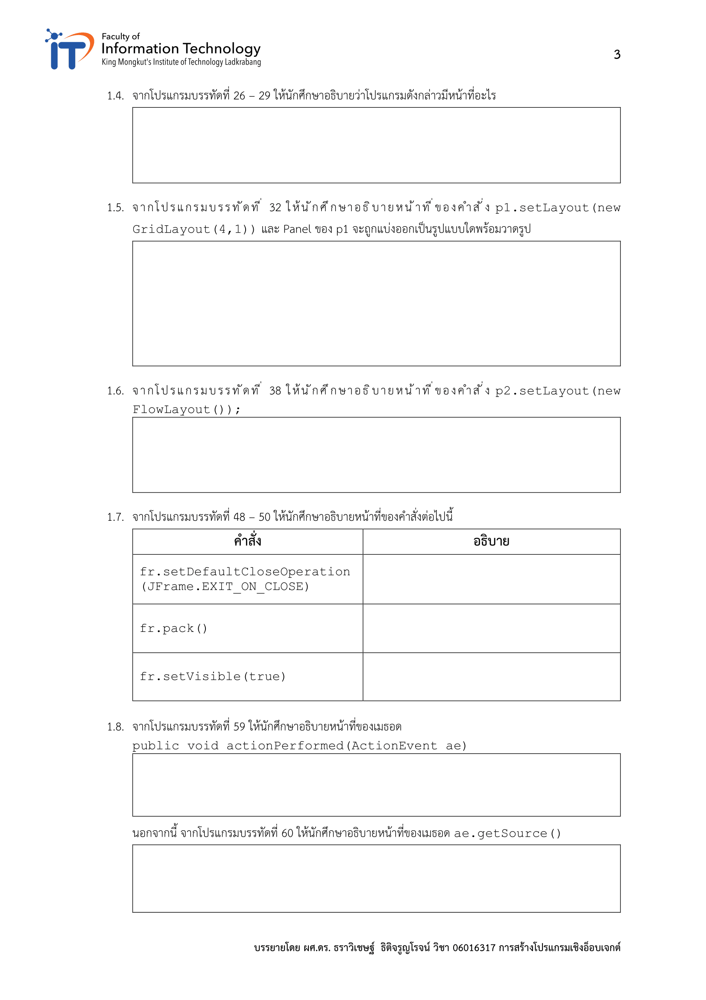 Faculty of
Information Technology
King Mongkut's Institute of Technology Ladkrabang
iT
3
1.4. จากโปรแกรมบรรทัดที่ 26 – 29 ให้นักศึกษาอธิบายว่าโปรแกรมดังกล่าวมีหน้าที่อะไร
1.5. จากโปรแกรมบรรทัดที่ 32 ให้นักศึกษาอธิบายหน้าที่ของคำสั่ง p1.setLayout(new
GridLayout(4,1)) และ Panel ของ p1 จะถูกแบ่งออกเป็นรูปแบบใดพร้อมวาดรูป
1.6. จากโปรแกรมบรรทัดที่ 38 ให้นักศึกษาอธิบายหน้าที่ของคำสั่ง p2.setLayout(new
FlowLayout());
1.7. จากโปรแกรมบรรทัดที่ 48 – 50 ให้นักศึกษาอธิบายหน้าที่ของคำสั่งต่อไปนี้
คำสั่ง อธิบาย
fr.setDefaultCloseOperation
(JFrame.EXIT_ON_CLOSE)
fr.pack()
fr.setVisible(true)
1.8. จากโปรแกรมบรรทัดที่ 59 ให้นักศึกษาอธิบายหน้าที่ของเมธอด
public void actionPerformed(ActionEvent ae)
นอกจากนี้ จากโปรแกรมบรรทัดที่ 60 ให้นักศึกษาอธิบายหน้าที่ของเมธอด ae.getSource()
บรรยายโดย ผศ.ดร. ธราวิเชษฐ์ ธิติจรูญโรจน์ วิชา 06016317 การสร้างโปรแกรมเชิงอ็อบเจกต์